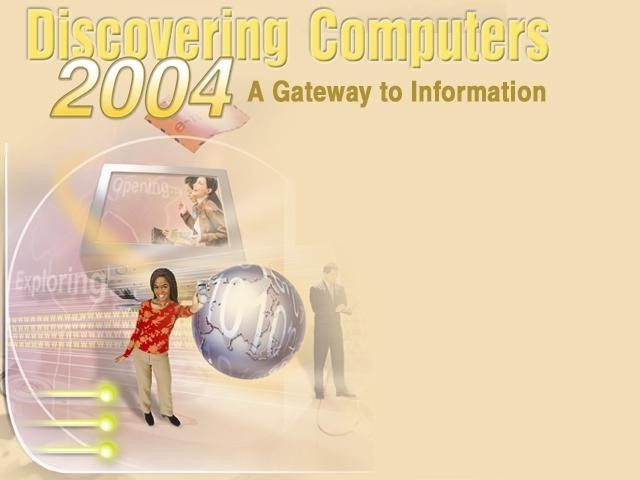 Discovering Computers
2004 A Gateway to Information
Opening...
Exploring!